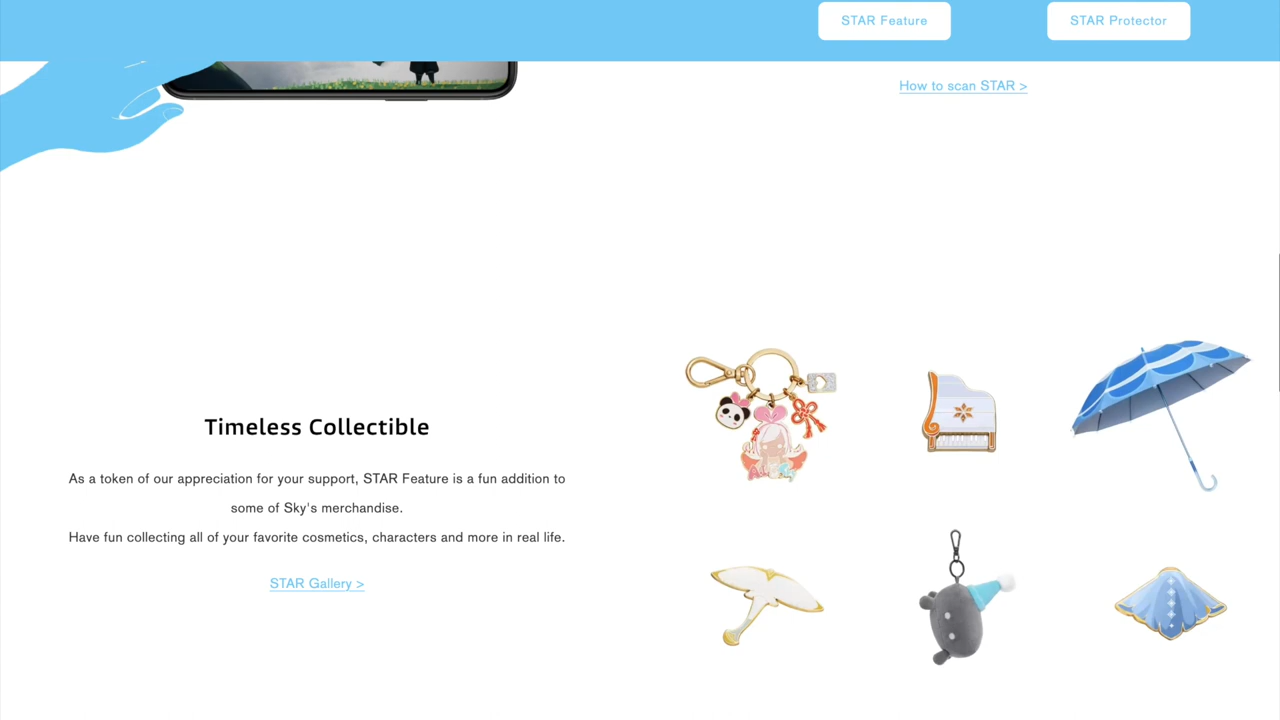 STAR Feature
STAR Protector
How to scan STAR >
Timeless Collectible
As a token of our appreciation for your support, STAR Feature is a fun addition to
some of Sky's merchandise.
Have fun collecting all of your favorite cosmetics, characters and more in real life.
STAR Gallery >